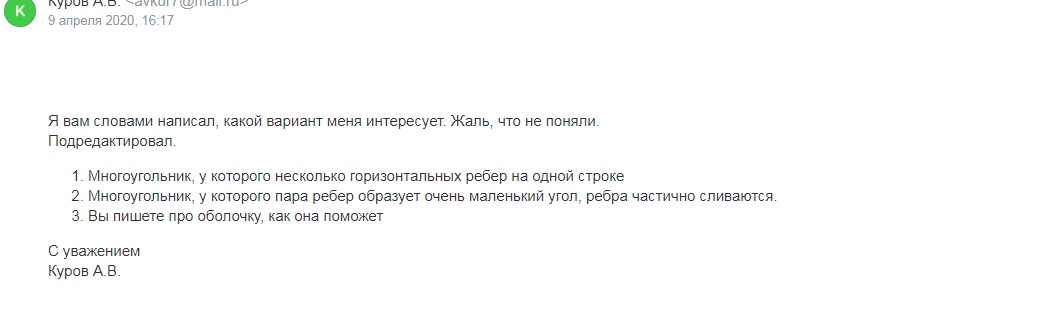 К
Куров А.В. <avkur7@mail.ru>
9 апреля 2020, 16:17
Я вам словами написал, какой вариант меня интересует. Жаль, что не поняли.
Подредактировал.
1. Многоугольник, у которого несколько горизонтальных ребер на одной строке
2. Многоугольник, у которого пара ребер образует очень маленький угол, ребра частично сливаются.
3. Вы пишете про оболочку, как она поможет
С уважением
Куров А.В.